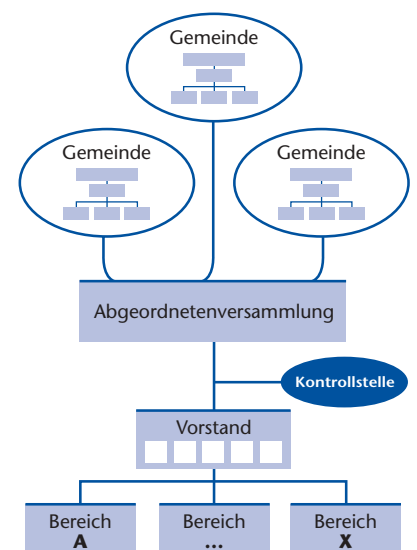 Gemeinde
Gemeinde
Gemeinde
Abgeordnetenversammlung
Kontrollstelle
Vorstand
Bereich
A
Bereich
...
Bereich
X